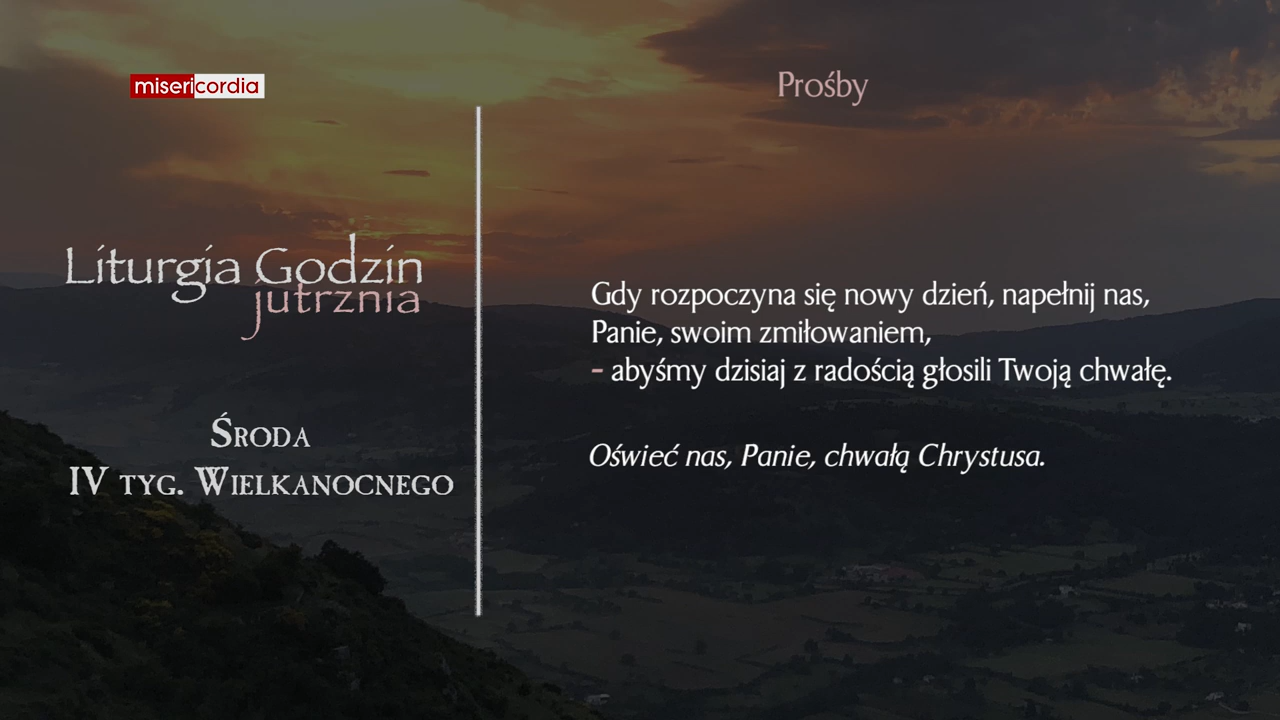 misericordia
Prośby
Liturgia Godzin
jutrznia
Środa
IV tyg. Wielkanocnego
Gdy rozpoczyna się nowy dzień, napełnij nas,
Panie, swoim zmiłowaniem,
- abyśmy dzisiaj z radością głosili Twoją chwałę.
Oświeć nas, Panie, chwałą Chrystusa.